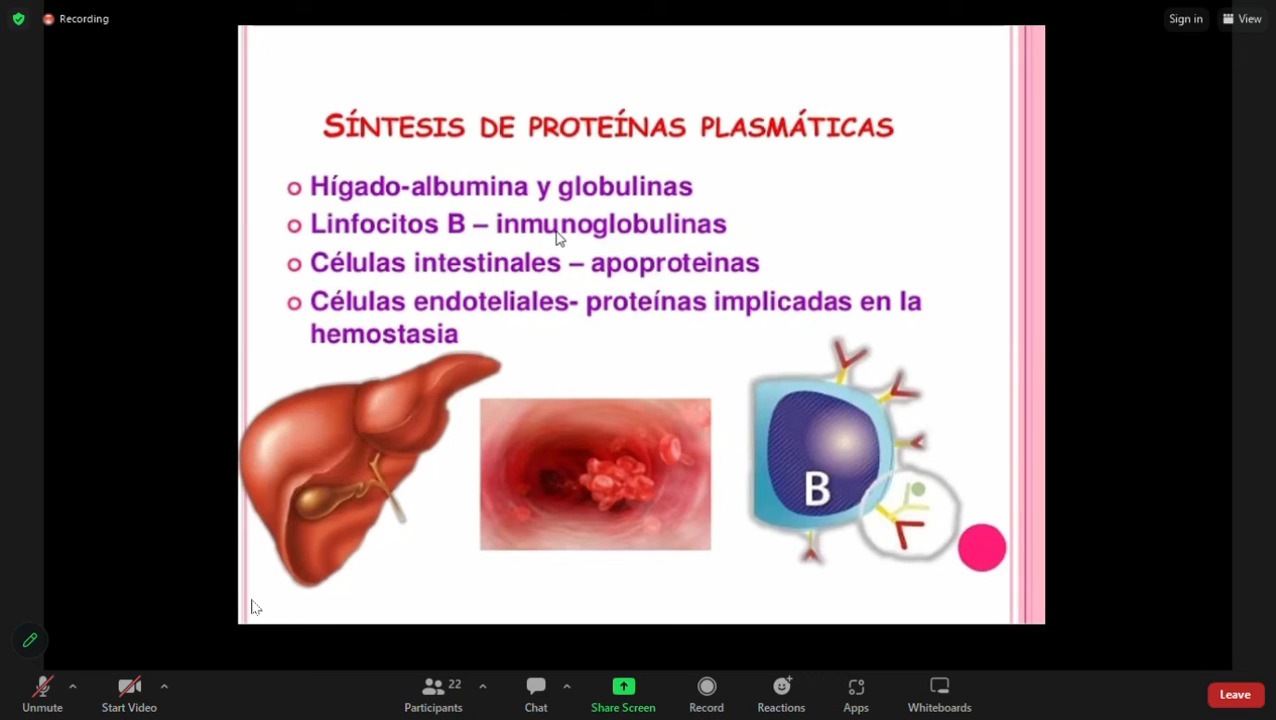 Recording
Sign in
View
SÍNTESIS DE PROTEÍNAS PLASMÁTICAS
Hígado-albumina y globulinas
Linfocitos B – inmunoglobulinas
Células intestinales – apoproteinas
Células endoteliales- proteínas implicadas en la
hemostasia
B
Unmute
Start Video
22
Participants
Chat
Share Screen
Record
Reactions
Apps
Whiteboards
Leave